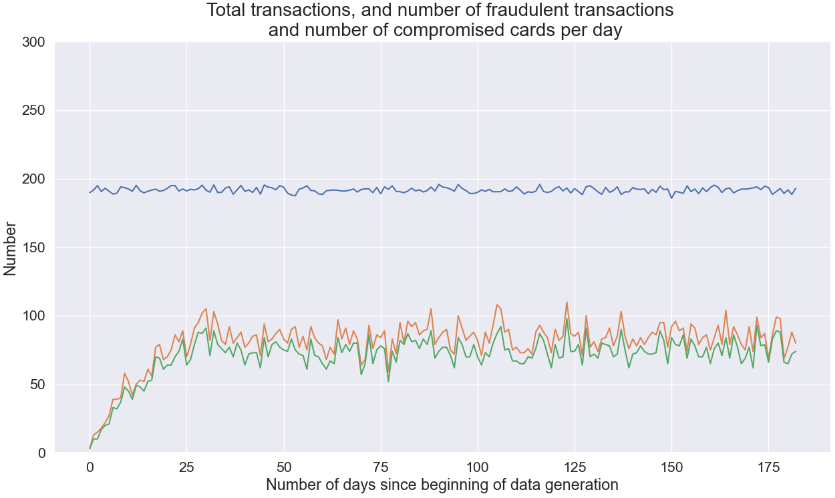 Total transactions, and number of fraudulent transactions
and number of compromised cards per day
300
250
200
150
100
50
0
Number
0 25 50 75 100 125 150 175
Number of days since beginning of data generation